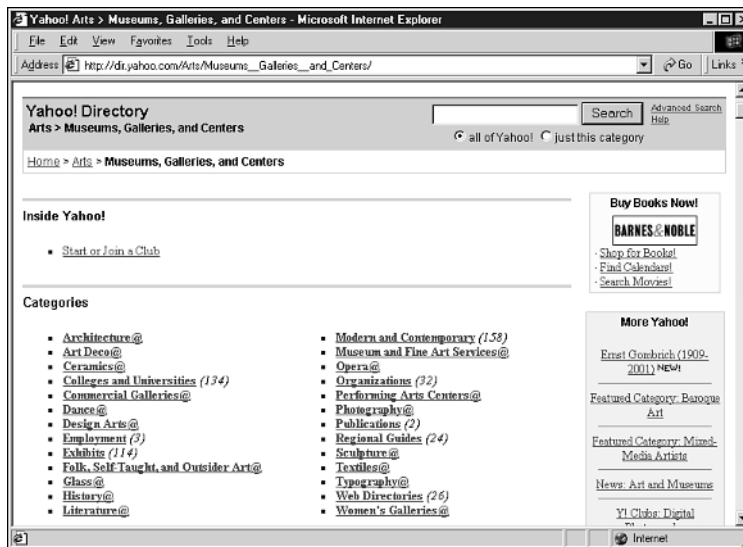 Yahoo! Arts > Museums, Galleries, and Centers - Microsoft Internet Explorer
File Edit View Favorites Tools Help
Address http://dir.yahoo.com/Arts/Museums__Galleries__and_Centers/ Go Links
Yahoo! Directory
Arts > Museums, Galleries, and Centers
Search
Advanced Search
Help
all of Yahoo! just this category
Home > Arts > Museums, Galleries, and Centers
Inside Yahoo!
Start or Join a Club
Categories
Architecture@
Art Deco@
Ceramics@
Colleges and Universities (134)
Commercial Galleries@
Dance@
Design Arts@
Employment (3)
Exhibits (114)
Folk, Self-Taught, and Outsider Art@
Glass@
History@
Literature@
Modern and Contemporary (158)
Museum and Fine Art Services@
Opera@
Organizations (32)
Performing Arts Centers@
Photography@
Publications (2)
Regional Guides (24)
Sculpture@
Textiles@
Typography@
Web Directories (26)
Women's Galleries@
Buy Books Now!
BARNES&NOBLE
· Shop for Books!
· Find Calendars!
· Search Movies!
More Yahoo!
Ernst Gombrich (1909-
2001) NEW!
Featured Category: Baroque
Art
Featured Category: Mixed-
Media Artists
News: Art and Museums
Y! Clubs: Digital
Internet